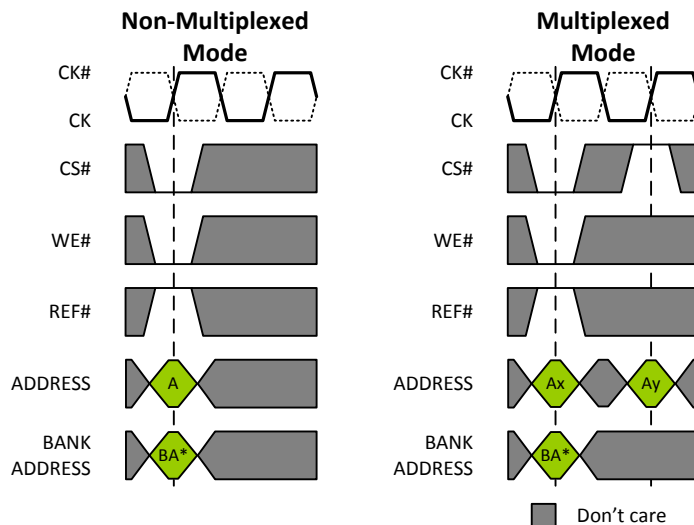 Non-Multiplexed
Mode
Multiplexed
Mode
CK#
CK
CS#
WE#
REF#
ADDRESS
A
BANK
ADDRESS
BA*
CK#
CK
CS#
WE#
REF#
ADDRESS
Ax
Ay
BANK
ADDRESS
BA*
Don't care